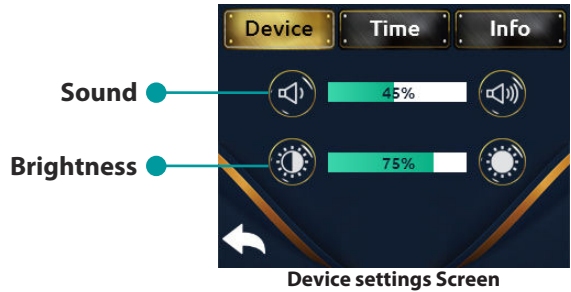 Device Time Info
Sound 45%
Brightness 75%
Device settings Screen